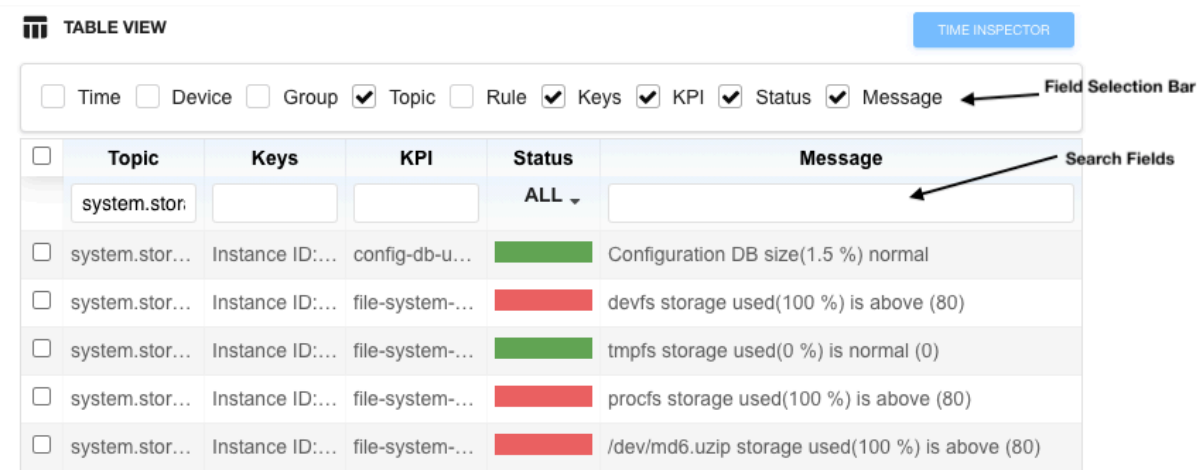 TABLE VIEW
TIME INSPECTOR
Time Device Group Topic Rule Keys KPI Status Message
Field Selection Bar
Topic Keys KPI Status Message
Search Fields
system.stor ALL
system.stor... Instance ID:... config-db-u... Configuration DB size(1.5 %) normal
system.stor... Instance ID:... file-system-... devfs storage used(100 %) is above (80)
system.stor... Instance ID:... file-system-... tmpfs storage used(0 %) is normal (0)
system.stor... Instance ID:... file-system-... procfs storage used(100 %) is above (80)
system.stor... Instance ID:... file-system-... /dev/md6.uzip storage used(100 %) is above (80)